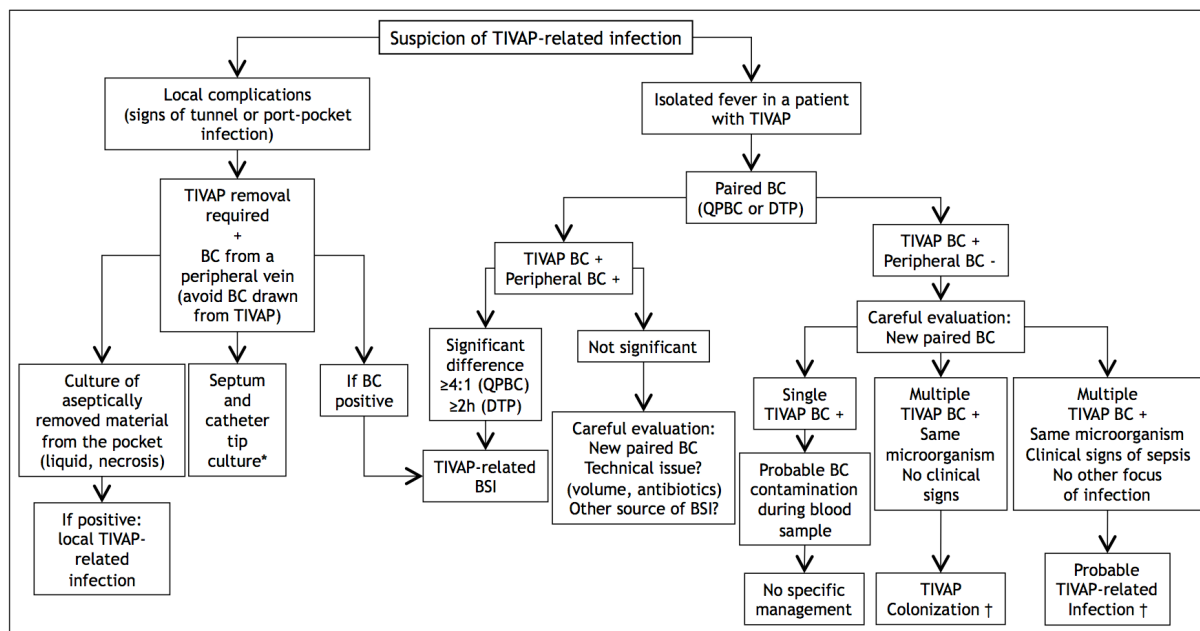 Suspicion of TIVAP-related infection
Local complications
(signs of tunnel or port-pocket
infection)
TIVAP removal
required
+
BC from a
peripheral vein
(avoid BC drawn
from TIVAP)
Culture of
aseptically
removed material
from the pocket
(liquid, necrosis)
If positive:
local TIVAP-
related
infection
Septum
and
catheter
tip
culture*
If BC
positive
Isolated fever in a patient
with TIVAP
Paired BC
(QPBC or DTP)
TIVAP BC +
Peripheral BC +
Significant
difference
≥4:1 (QPBC)
≥2h (DTP)
TIVAP-related
BSI
Not significant
Careful evaluation:
New paired BC
Technical issue?
(volume, antibiotics)
Other source of BSI?
TIVAP BC +
Peripheral BC -
Careful evaluation:
New paired BC
Single
TIVAP BC +
Probable BC
contamination
during blood
sample
No specific
management
Multiple
TIVAP BC +
Same
microorganism
No clinical
signs
TIVAP
Colonization †
Multiple
TIVAP BC +
Same microorganism
Clinical signs of sepsis
No other focus
of infection
Probable
TIVAP-related
Infection †